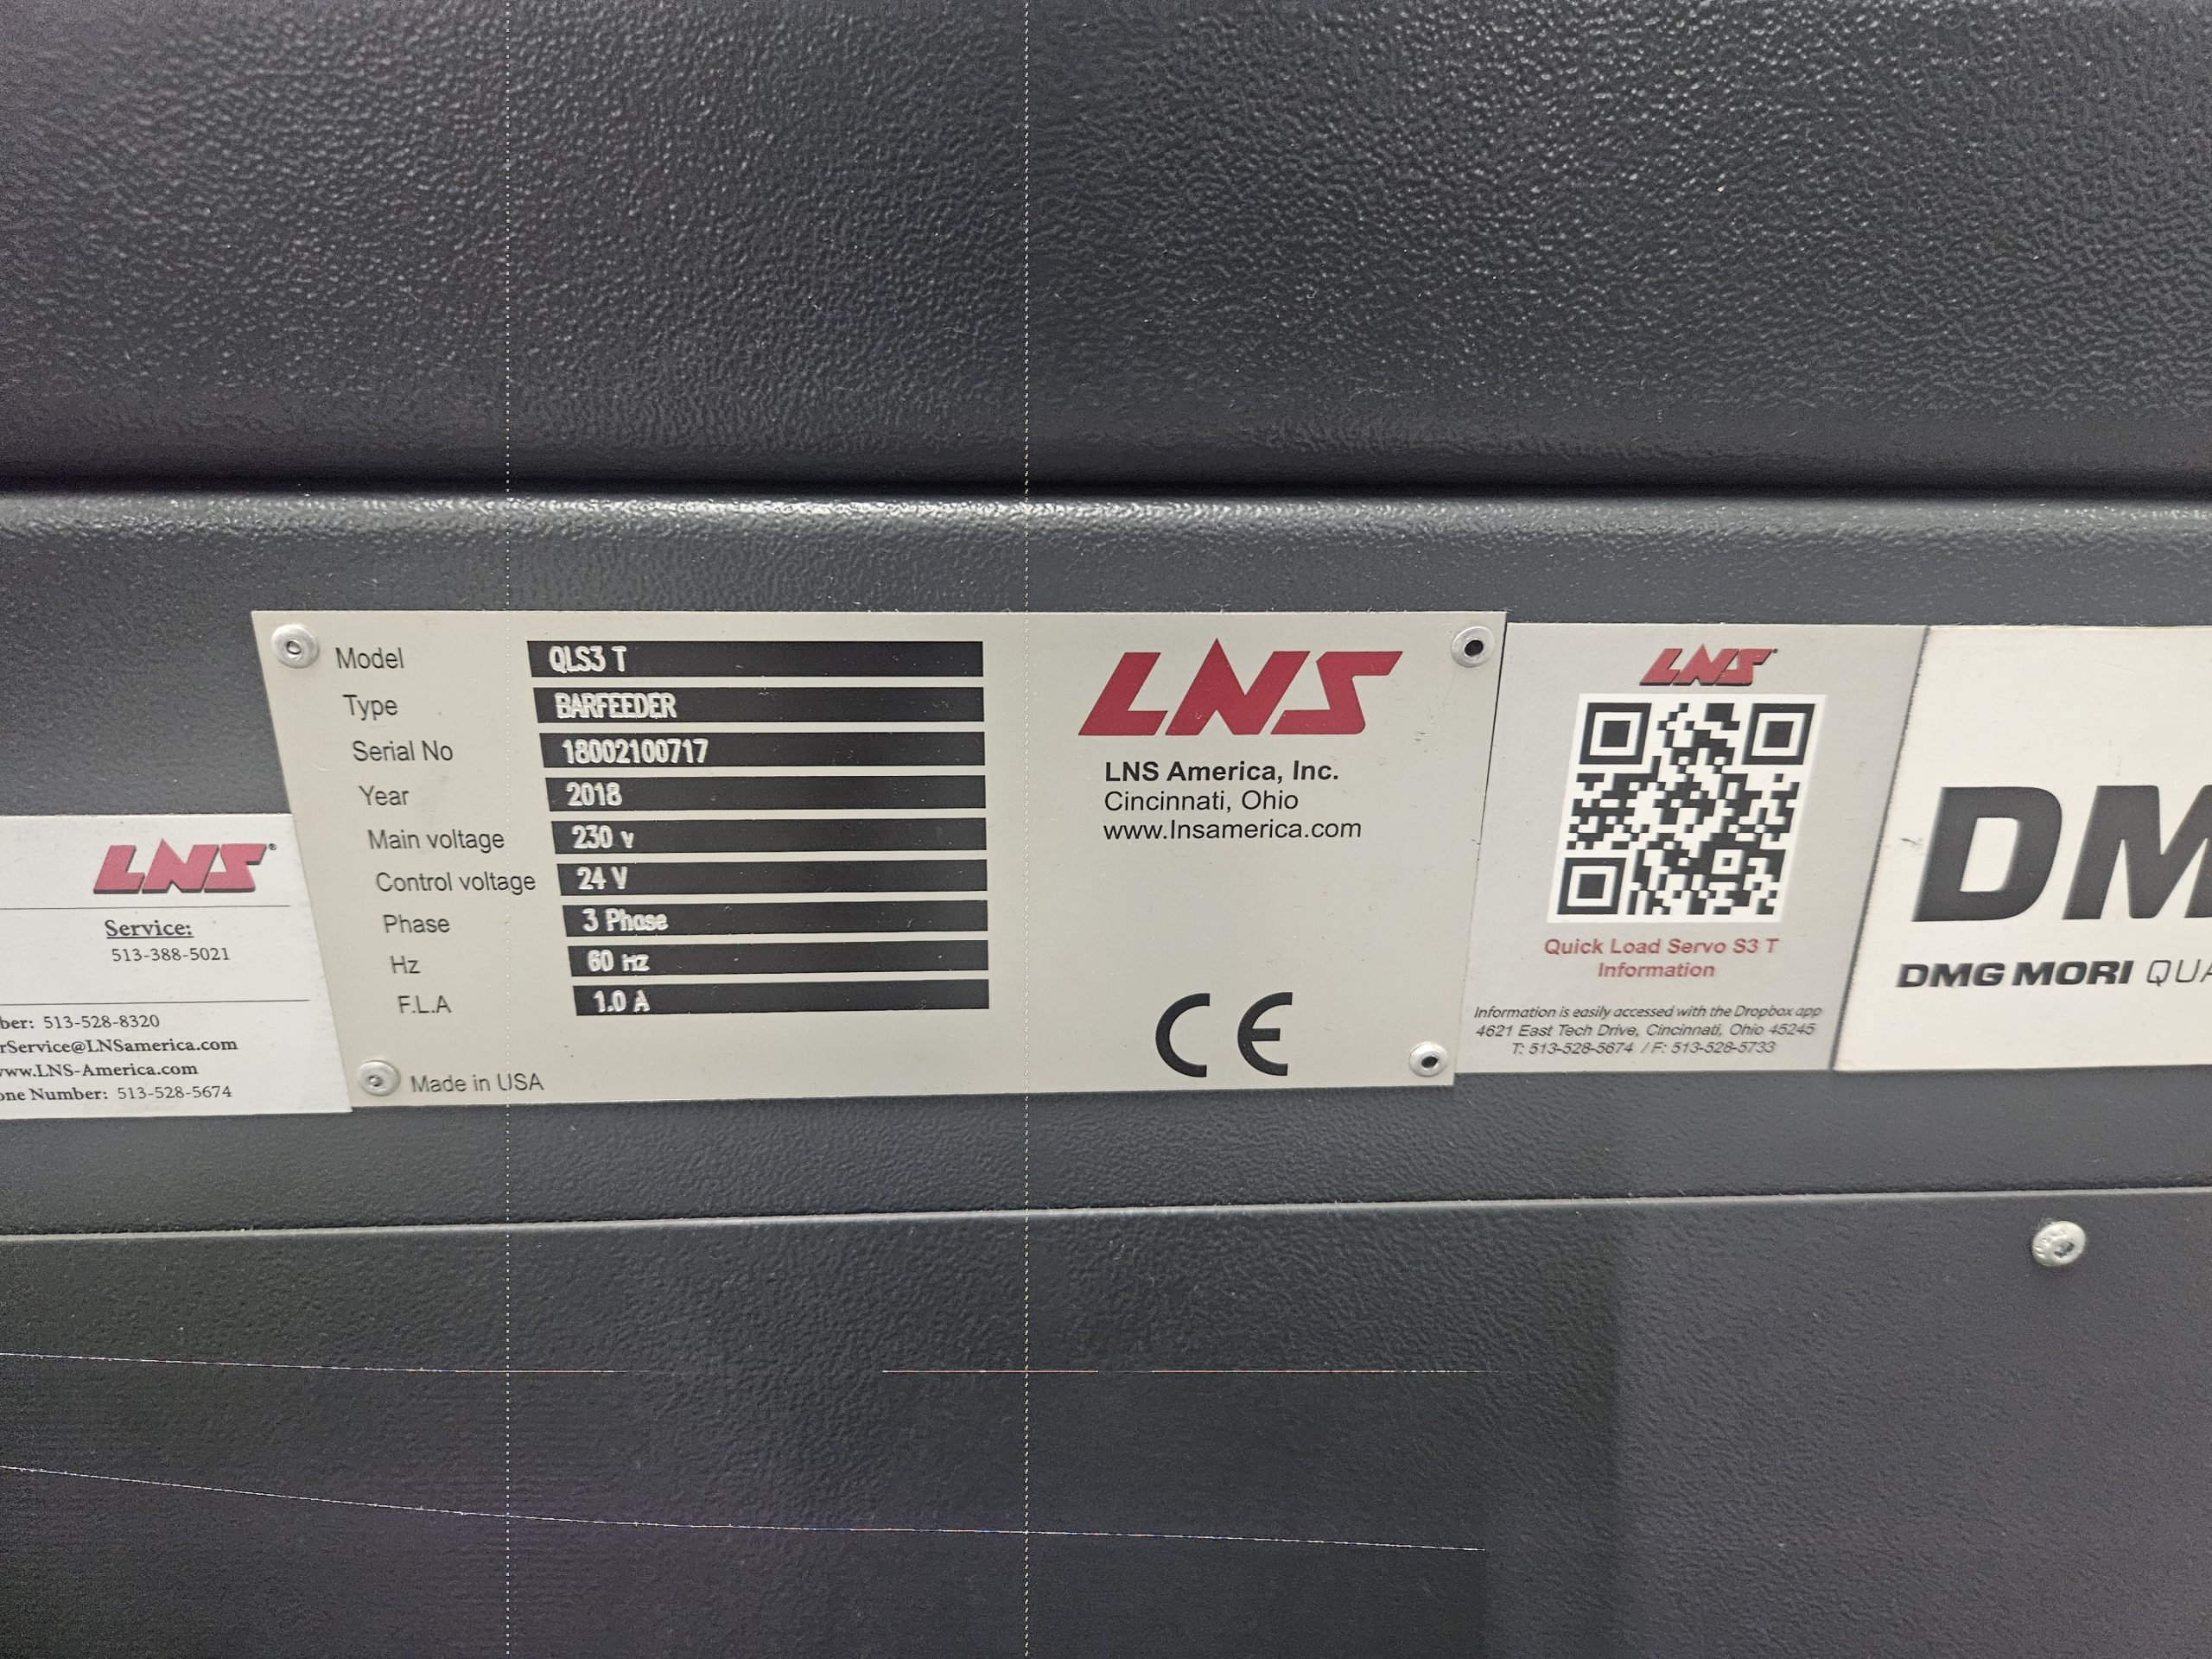 Model QLS3 T
Type BARFEEDER
Serial No 18002100717
Year 2018
Main voltage 230 v
Control voltage 24 V
Phase 3 Phase
Hz 60 Hz
F.L.A 1.0 A
Made in USA
LNS
LNS America, Inc.
Cincinnati, Ohio
www.lnsamerica.com
CE
LNS®
Service:
513-388-5021
ber: 513-528-8320
rService@LNSamerica.com
www.LNS-America.com
one Number: 513-528-5674
LNS
Quick Load Servo S3 T
Information
Information is easily accessed with the Dropbox app
4621 East Tech Drive, Cincinnati, Ohio 45245
T: 513-528-5674 / F: 513-528-5733
DM
DMG MORI QUA